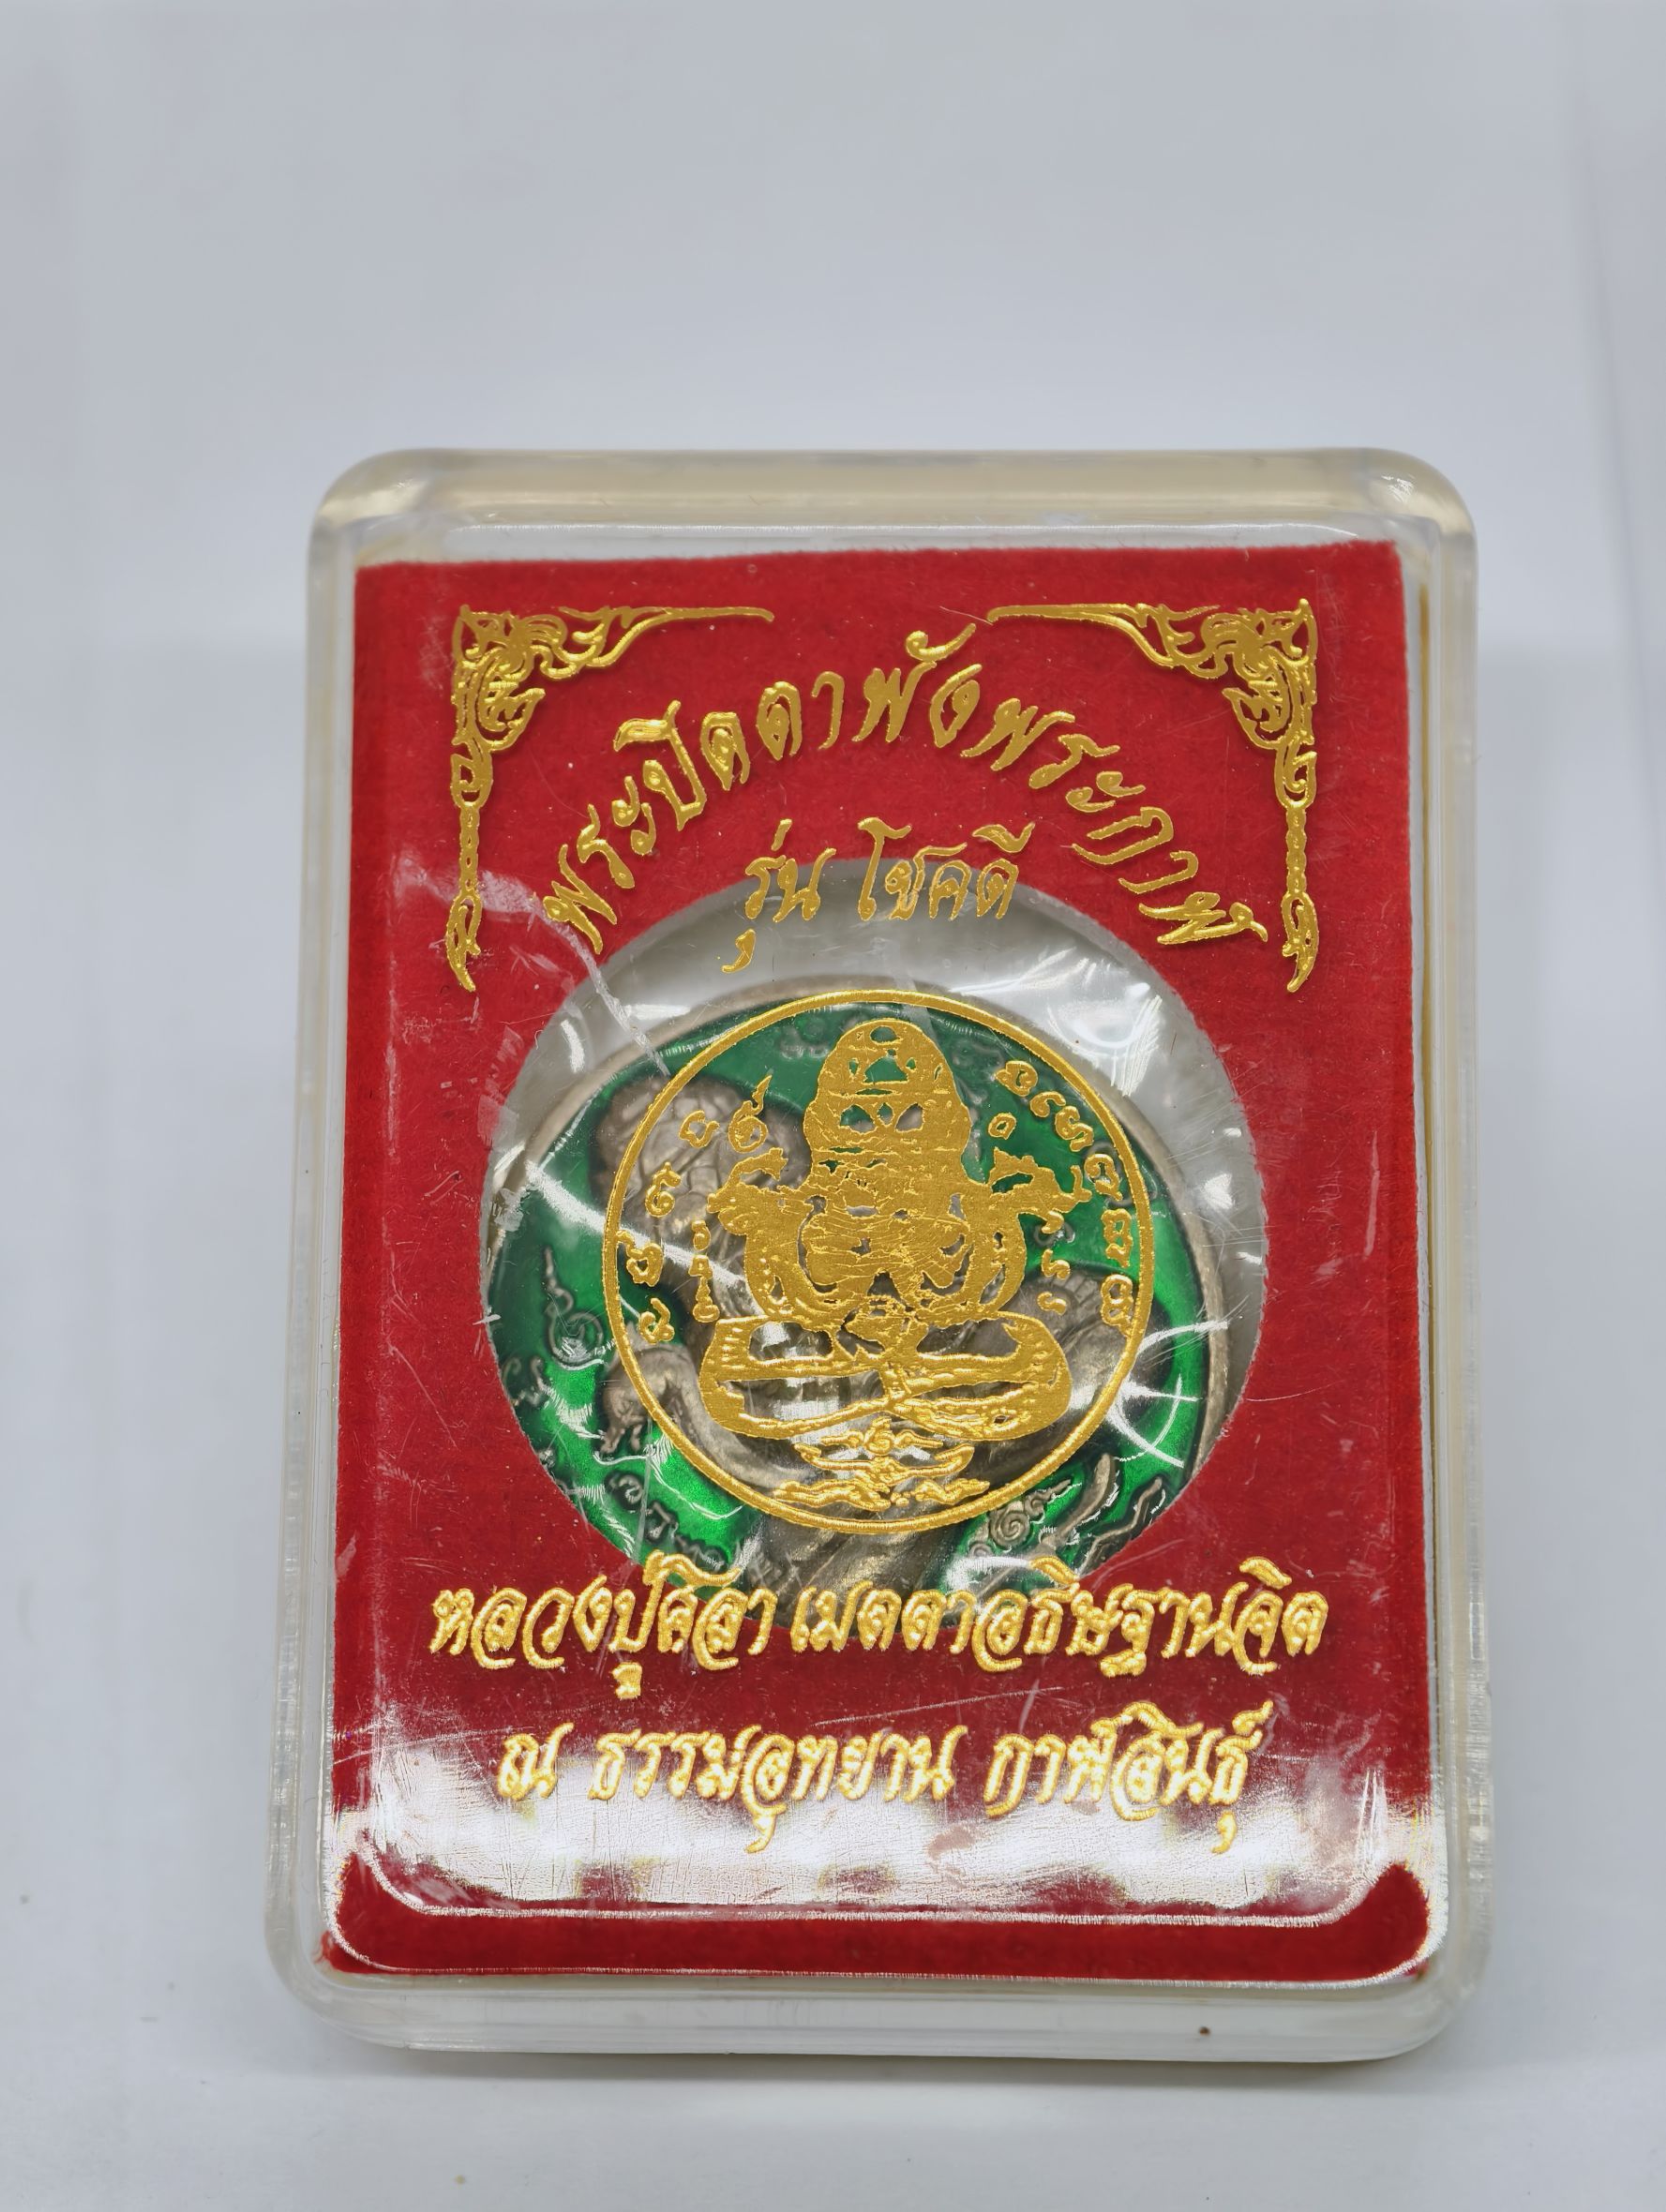 พระปิดตาพังพระกาฬ
รุ่น โชคดี
หลวงปู่ศิลา เมตตาอธิษฐานจิต
ณ ธรรมอุทยาน กาฬสินธุ์